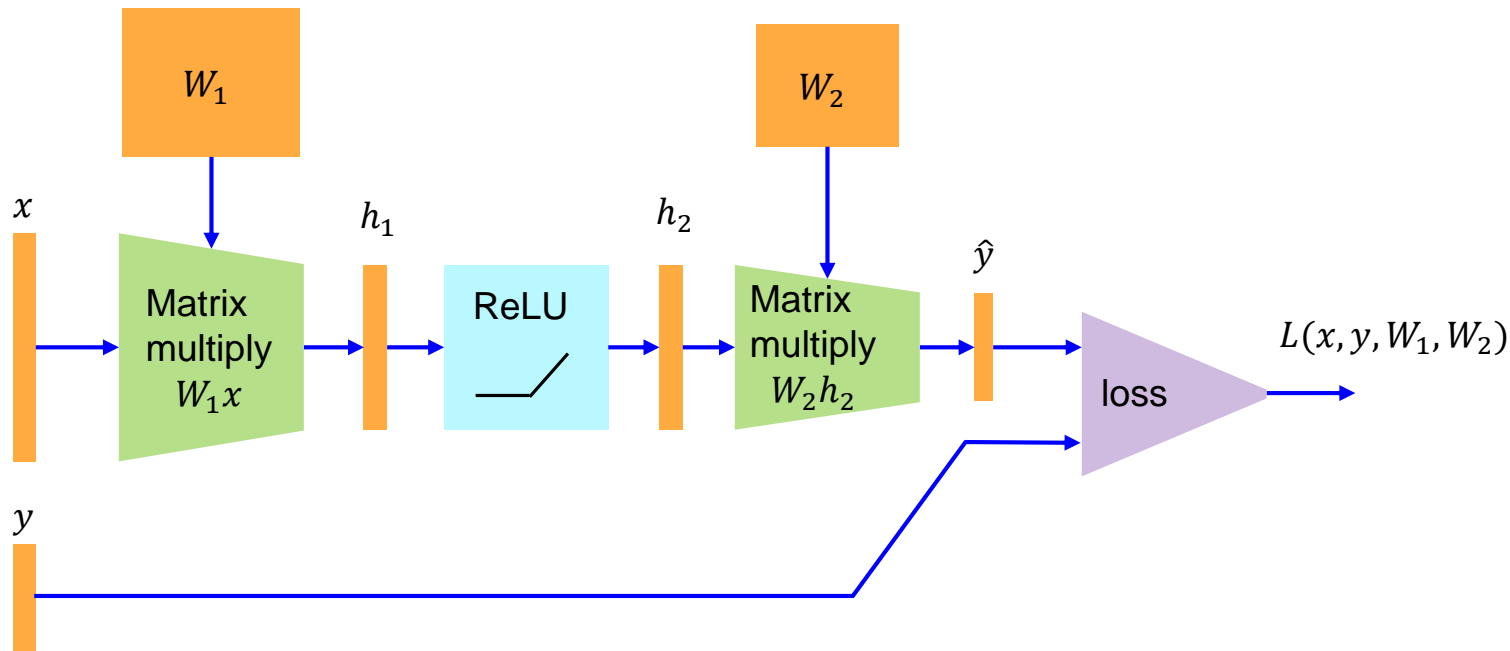 W₁
W₂
x
h₁
h₂
ŷ
Matrix
multiply
W₁x
ReLU
Matrix
multiply
W₂h₂
loss
L(x, y, W₁, W₂)
y